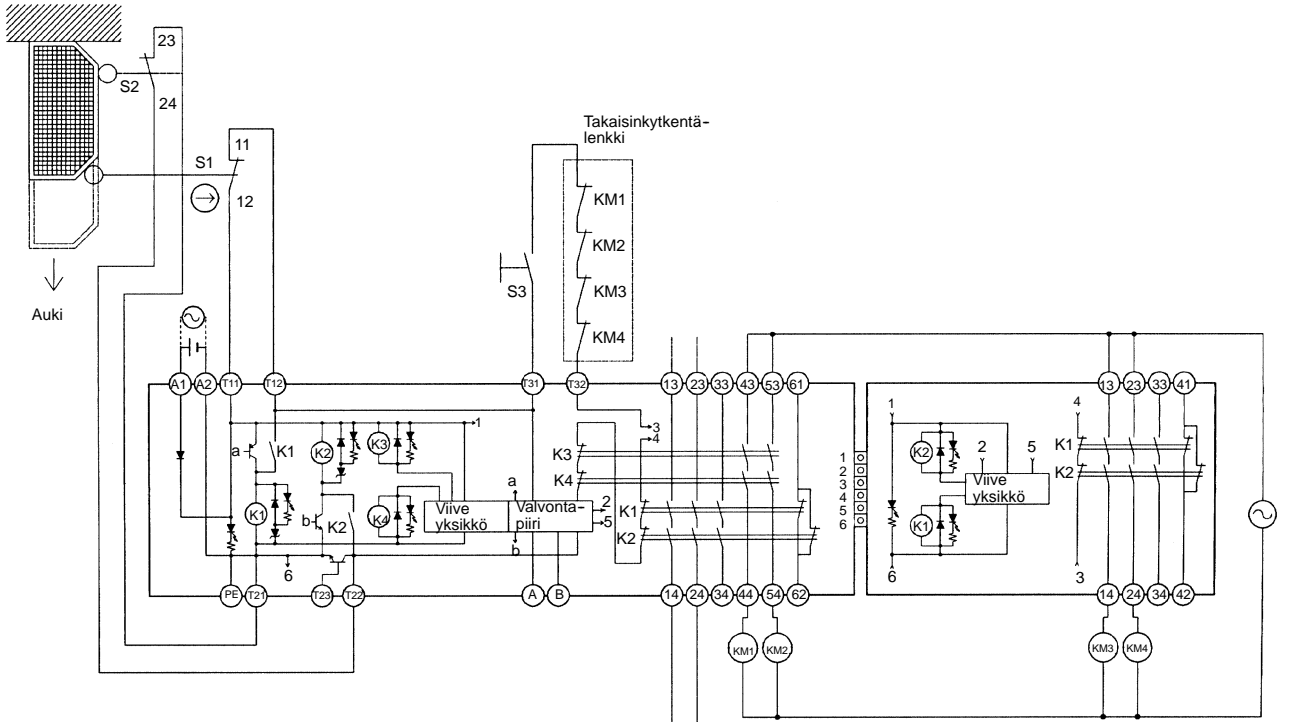 23
S2
24
Takaisinkytkentä-
lenkki
11
S1
12
KM1
KM2
S3
KM3
KM4
Auki
A1 A2 T11 T12 T31 T32 13 23 33 43 53 61 13 23 33 41
1
3
4
a K1 K2 K3
K3
K4
1 4
K2 2 5
K1
K2
1
2
3
4
5
6
Viive
yksikkö
K1 b K2 K4
Viive
yksikkö
Valvonta-
piiri
a
2
5
b
K1
K2
K1
6
6 3
PE T21 T23 T22 A B 14 24 34 44 54 62 14 24 34 42
KM1 KM2 KM3 KM4